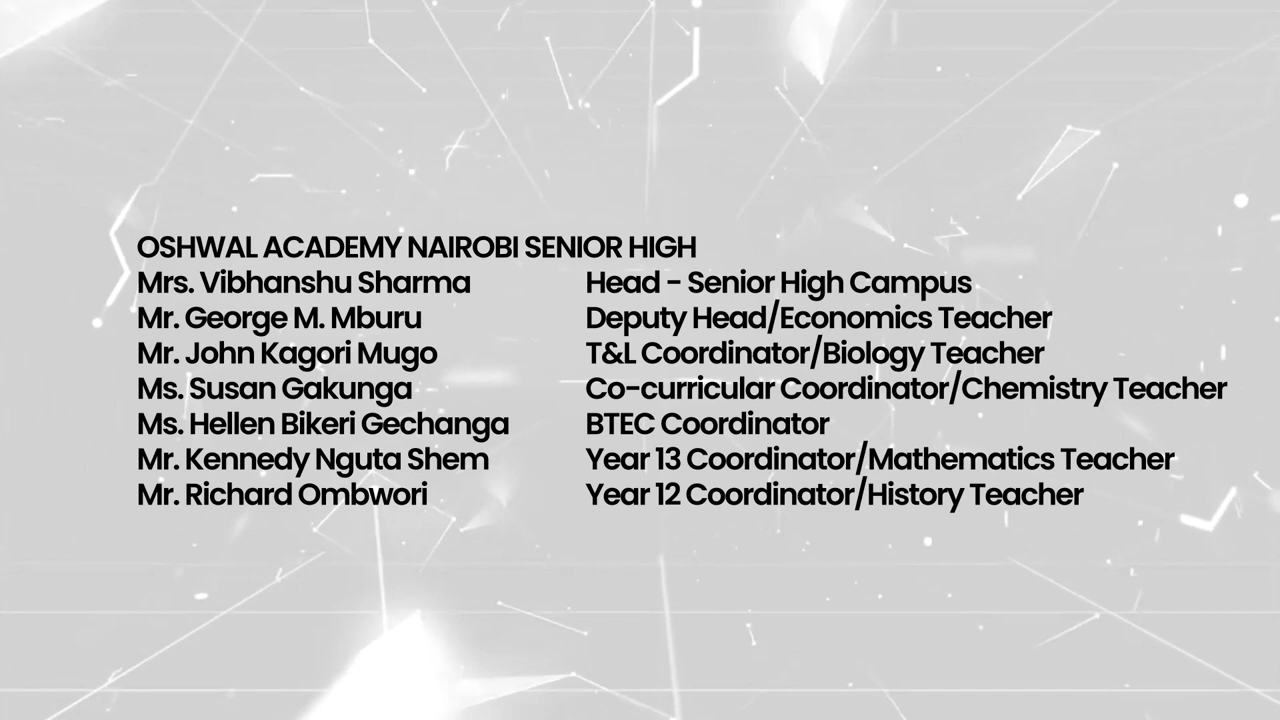 OSHWAL ACADEMY NAIROBI SENIOR HIGH
Mrs. Vibhanshu Sharma Head - Senior High Campus
Mr. George M. Mburu Deputy Head/Economics Teacher
Mr. John Kagori Mugo T&L Coordinator/Biology Teacher
Ms. Susan Gakunga Co-curricular Coordinator/Chemistry Teacher
Ms. Hellen Bikeri Gechanga BTEC Coordinator
Mr. Kennedy Nguta Shem Year 13 Coordinator/Mathematics Teacher
Mr. Richard Ombwori Year 12 Coordinator/History Teacher